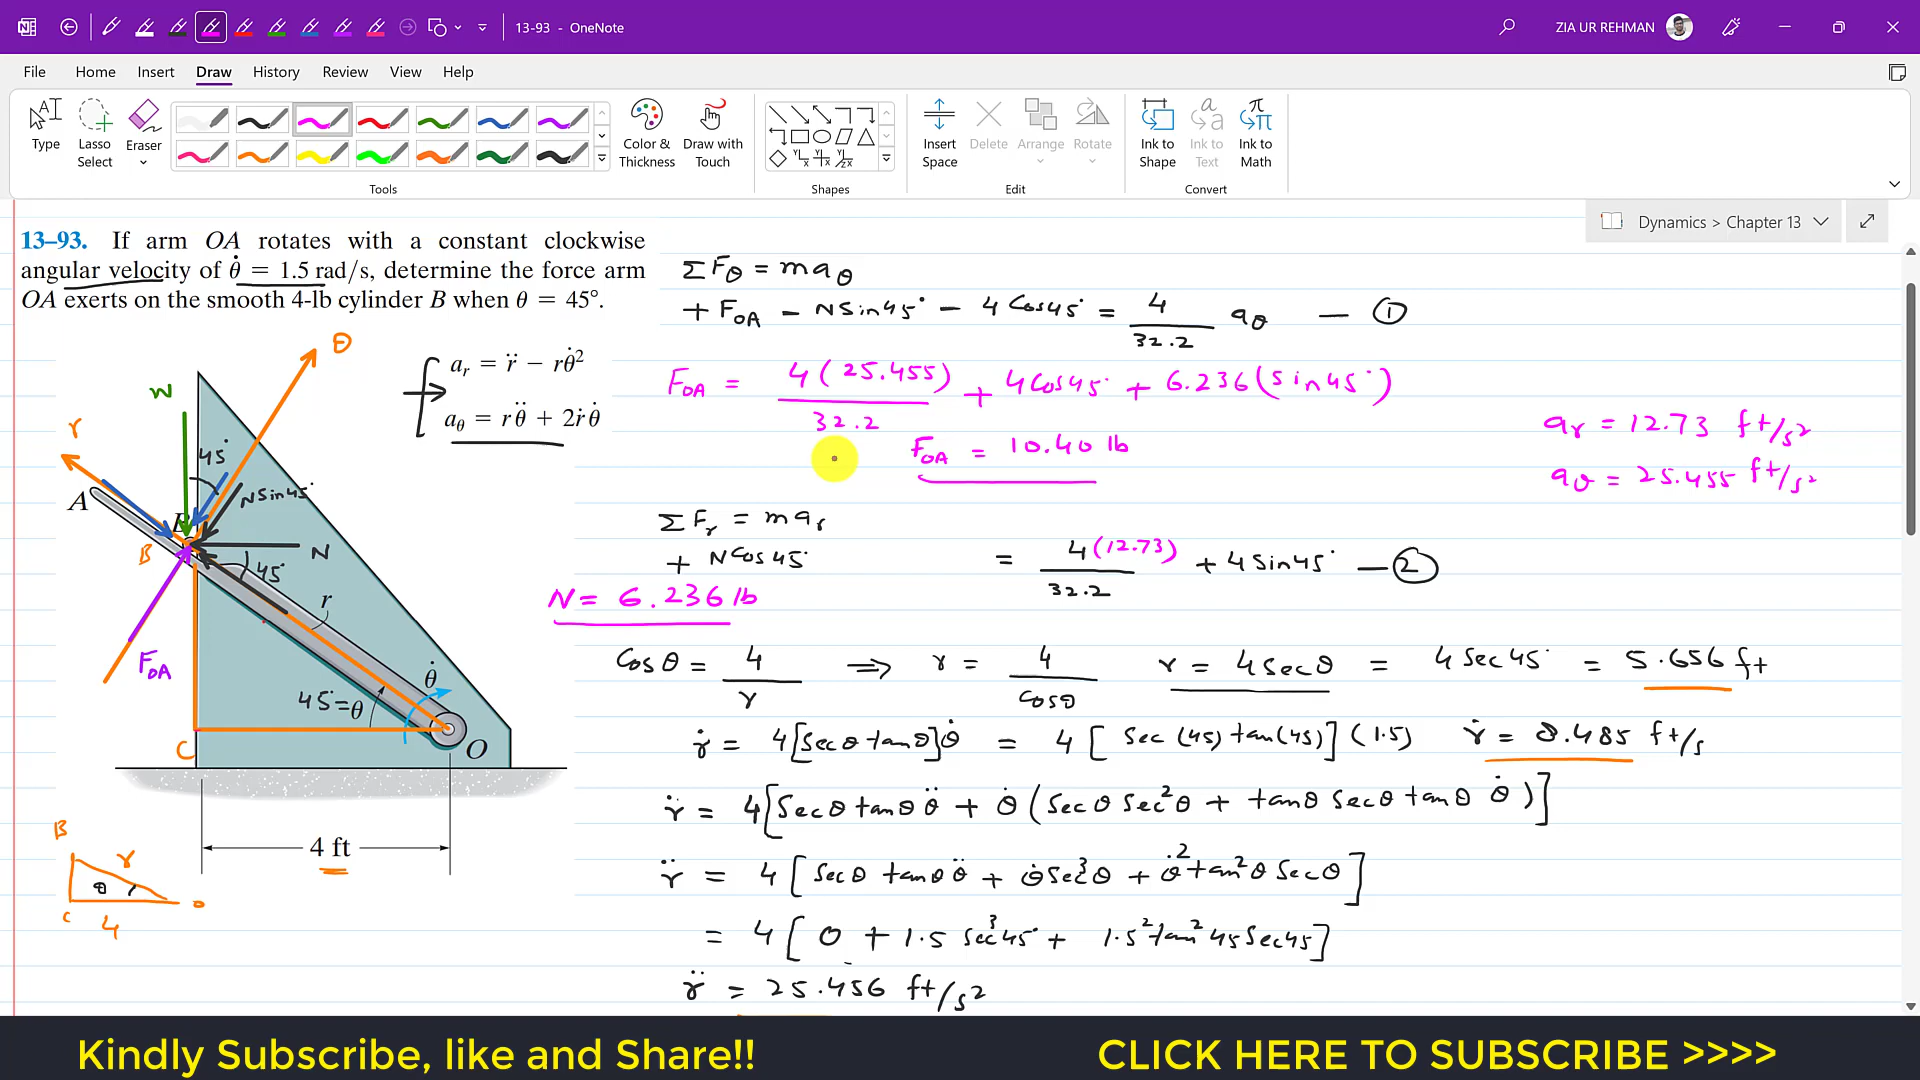 13-93 - OneNote
ZIA UR REHMAN
File Home Insert Draw History Review View Help
Type
Lasso Select
Eraser
Color & Thickness
Draw with Touch
Insert Space
Delete
Arrange
Rotate
Ink to Shape
Ink to Text
Ink to Math
Tools
Shapes
Edit
Convert
Dynamics > Chapter 13
13–93. If arm OA rotates with a constant clockwise
angular velocity of θ̇ = 1.5 rad/s, determine the force arm
OA exerts on the smooth 4-lb cylinder B when θ = 45°.
a_r = r̈ − rθ̇²
a_θ = rθ̈ + 2ṙθ̇
θ
W
r
45°
A
N sin45°
B
B
N
45°
r
F_OA
θ̇
45° = θ
C
O
4 ft
B
r
θ
C
4
O
ΣF_θ = ma_θ
+ F_OA − N Sin45° − 4 Cos45° = 4/32.2 a_θ — ①
F_OA = 4(25.455)/32.2 + 4Cos45° + 6.236(Sin45°)
F_OA = 10.40 lb
a_r = 12.73 ft/s²
a_θ = 25.455 ft/s²
ΣF_r = ma_r
+ N Cos45° = 4(12.73)/32.2 + 4Sin45° — ②
N = 6.236 lb
Cosθ = 4/r ⇒ r = 4/Cosθ r = 4 Secθ = 4 Sec45° = 5.656 ft
ṙ = 4[Secθ tanθ]θ̇ = 4[Sec(45) tan(45)](1.5) ṙ = 8.485 ft/s
r̈ = 4[Secθ tanθ θ̈ + θ̇(Secθ Sec²θ + tanθ Secθ tanθ θ̇)]
r̈ = 4[Secθ tanθ θ̈ + θ̇ Sec³θ + θ̇² tan²θ Secθ]
= 4[0 + 1.5 Sec³45° + 1.5² tan²45 Sec45]
r̈ = 25.456 ft/s²
Kindly Subscribe, like and Share!!
CLICK HERE TO SUBSCRIBE >>>>